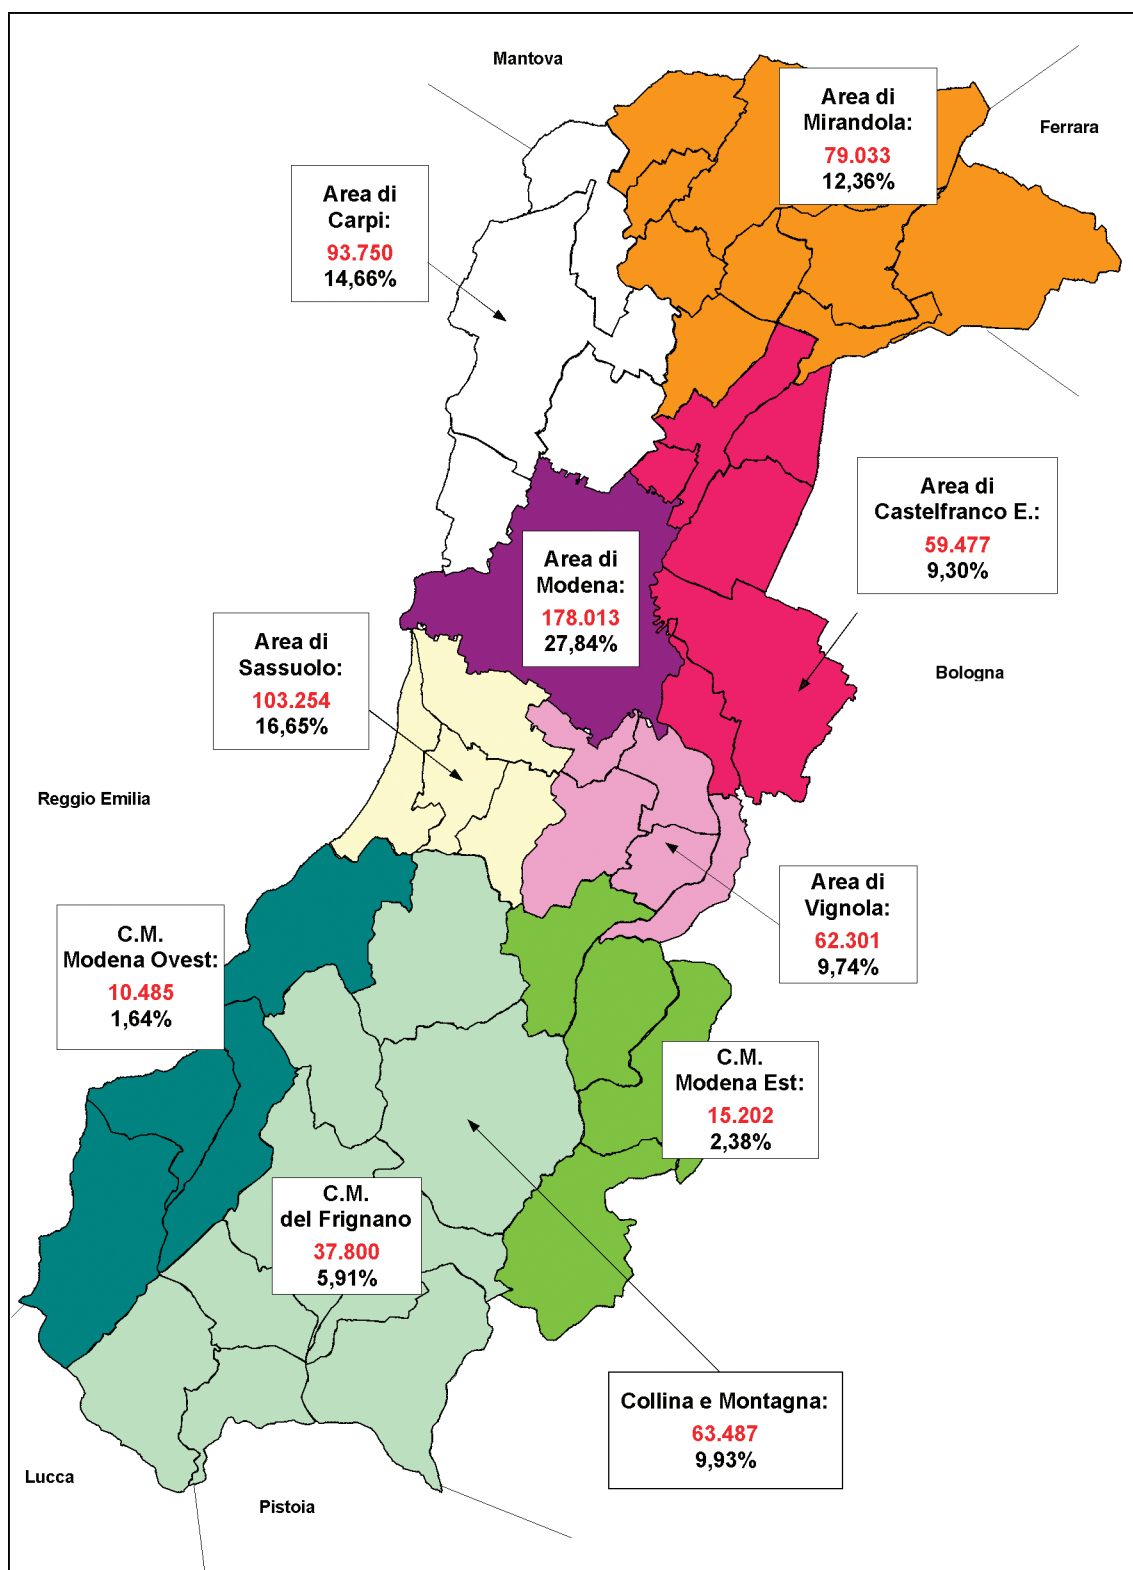 Mantova
Area di
Mirandola:
79.033
12,36%
Ferrara
Area di
Carpi:
93.750
14,66%
Area di
Castelfranco E.:
59.477
9,30%
Area di
Modena:
178.013
27,84%
Area di
Sassuolo:
103.254
16,65%
Bologna
Reggio Emilia
Area di
Vignola:
62.301
9,74%
C.M.
Modena Ovest:
10.485
1,64%
C.M.
Modena Est:
15.202
2,38%
C.M.
del Frignano
37.800
5,91%
Collina e Montagna:
63.487
9,93%
Lucca
Pistoia